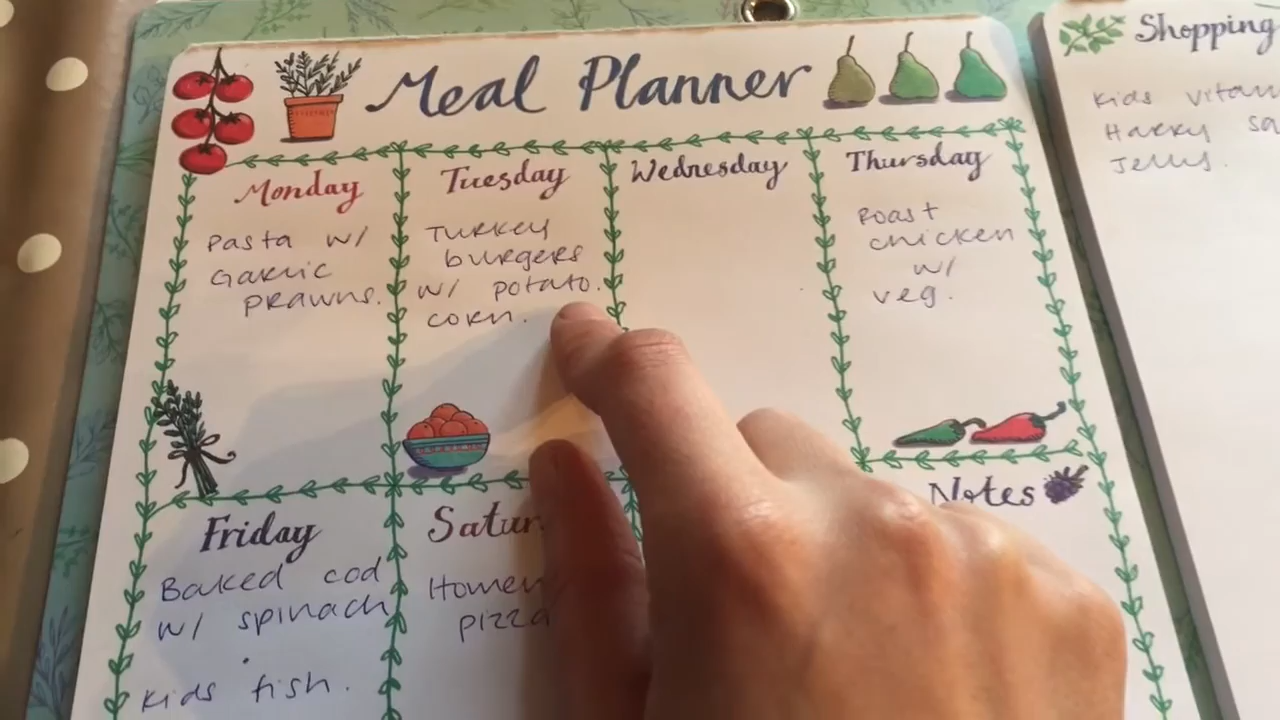 Meal Planner
Monday
Pasta w/
Garlic
prawns.
Tuesday
Turkey
burgers
w/ potato.
corn.
Wednesday
Thursday
Roast
chicken
w/
veg.
Friday
Baked cod
w/ spinach
Kids fish.
Satur
Homem
pizza
Notes
Shopping
Kids vitam
Harry sa
Jelly.